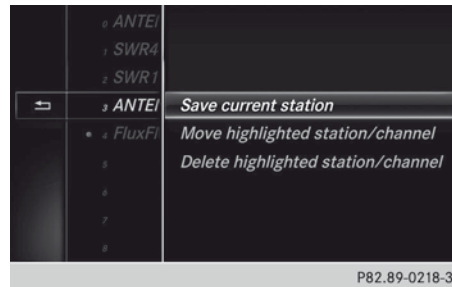 0 ANTEI
1 SWR4
2 SWR1
3 ANTEI
Save current station
4 FluxFI
Move highlighted station/channel
5
Delete highlighted station/channel
6
7
8
P82.89-0218-3